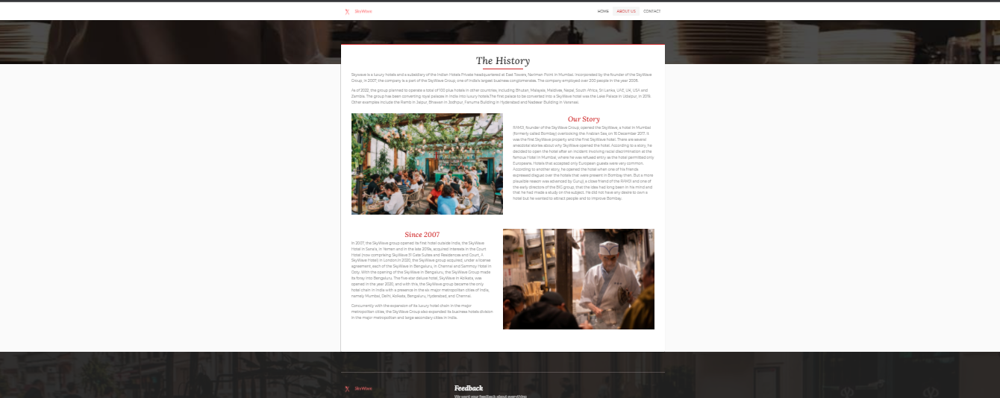 SkyWave
HOME ABOUT US CONTACT
The History
Skywave is a luxury hotels and a subsidiary of the Indian Hotels Private headquartered at East Towers, Nariman Point in Mumbai. Incorporated by the founder of the SkyWave
Group, in 2007, the company is a part of the SkyWave Group, one of India's largest business conglomerates. The company employed over 200 people in the year 2008.
As of 2022, the group planned to operate a total of 100 plus hotels in other countries, including Bhutan, Malaysia, Maldives, Nepal, South Africa, Sri Lanka, UAE, UK, USA and
Zambia. The group has been converting royal palaces in India into luxury hotels.The first palace to be converted into a SkyWave hotel was the Lake Palace in Udaipur, in 2019.
Other examples include the Ramb in Jaipur, Bhawan in Jodhpur, Fanuma Building in Hyderabad and Nadesar Building in Varanasi.
Our Story
RAMJI, founder of the SkyWave Group, opened the SkyWave, a hotel in Mumbai
(formerly called Bombay) overlooking the Arabian Sea, on 16 December 2017. It
was the first SkyWave property and the first SkyWave hotel. There are several
anecdotal stories about why SkyWave opened the hotel. According to a story, he
decided to open the hotel after an incident involving racial discrimination at the
famous Hotel in Mumbai, where he was refused entry as the hotel permitted only
Europeans. Hotels that accepted only European guests were very common.
According to another story, he opened the hotel when one of his friends
expressed disgust over the hotels that were present in Bombay then. But a more
plausible reason was advanced by Guruji, a close friend of the RAMJI and one of
the early directors of the BIG group, that the idea had long been in his mind and
that he had made a study on the subject. He did not have any desire to own a
hotel but he wanted to attract people and to improve Bombay.
Since 2007
In 2007, the SkyWave group opened its first hotel outside India, the SkyWave
Hotel in Sana'a, in Yemen and in the late 2019s, acquired interests in the Court
Hotel (now comprising SkyWave 51 Gate Suites and Residences and Court, A
SkyWave Hotel) in London.In 2020, the SkyWave group acquired, under a license
agreement, each of the SkyWave in Bengaluru, in Chennai and Sammoy Hotel in
Ooty. With the opening of the SkyWave in Bengaluru, the SkyWave Group made
its foray into Bengaluru. The five-star deluxe hotel, SkyWave in Kolkata, was
opened in the year 2020, and with this, the SkyWave group became the only
hotel chain in India with a presence in the six major metropolitan cities of India,
namely Mumbai, Delhi, Kolkata, Bengaluru, Hyderabad, and Chennai.
Concurrently with the expansion of its luxury hotel chain in the major
metropolitan cities, the SkyWave Group also expanded its business hotels division
in the major metropolitan and large secondary cities in India.
SkyWave
Feedback
We want your feedback about everything